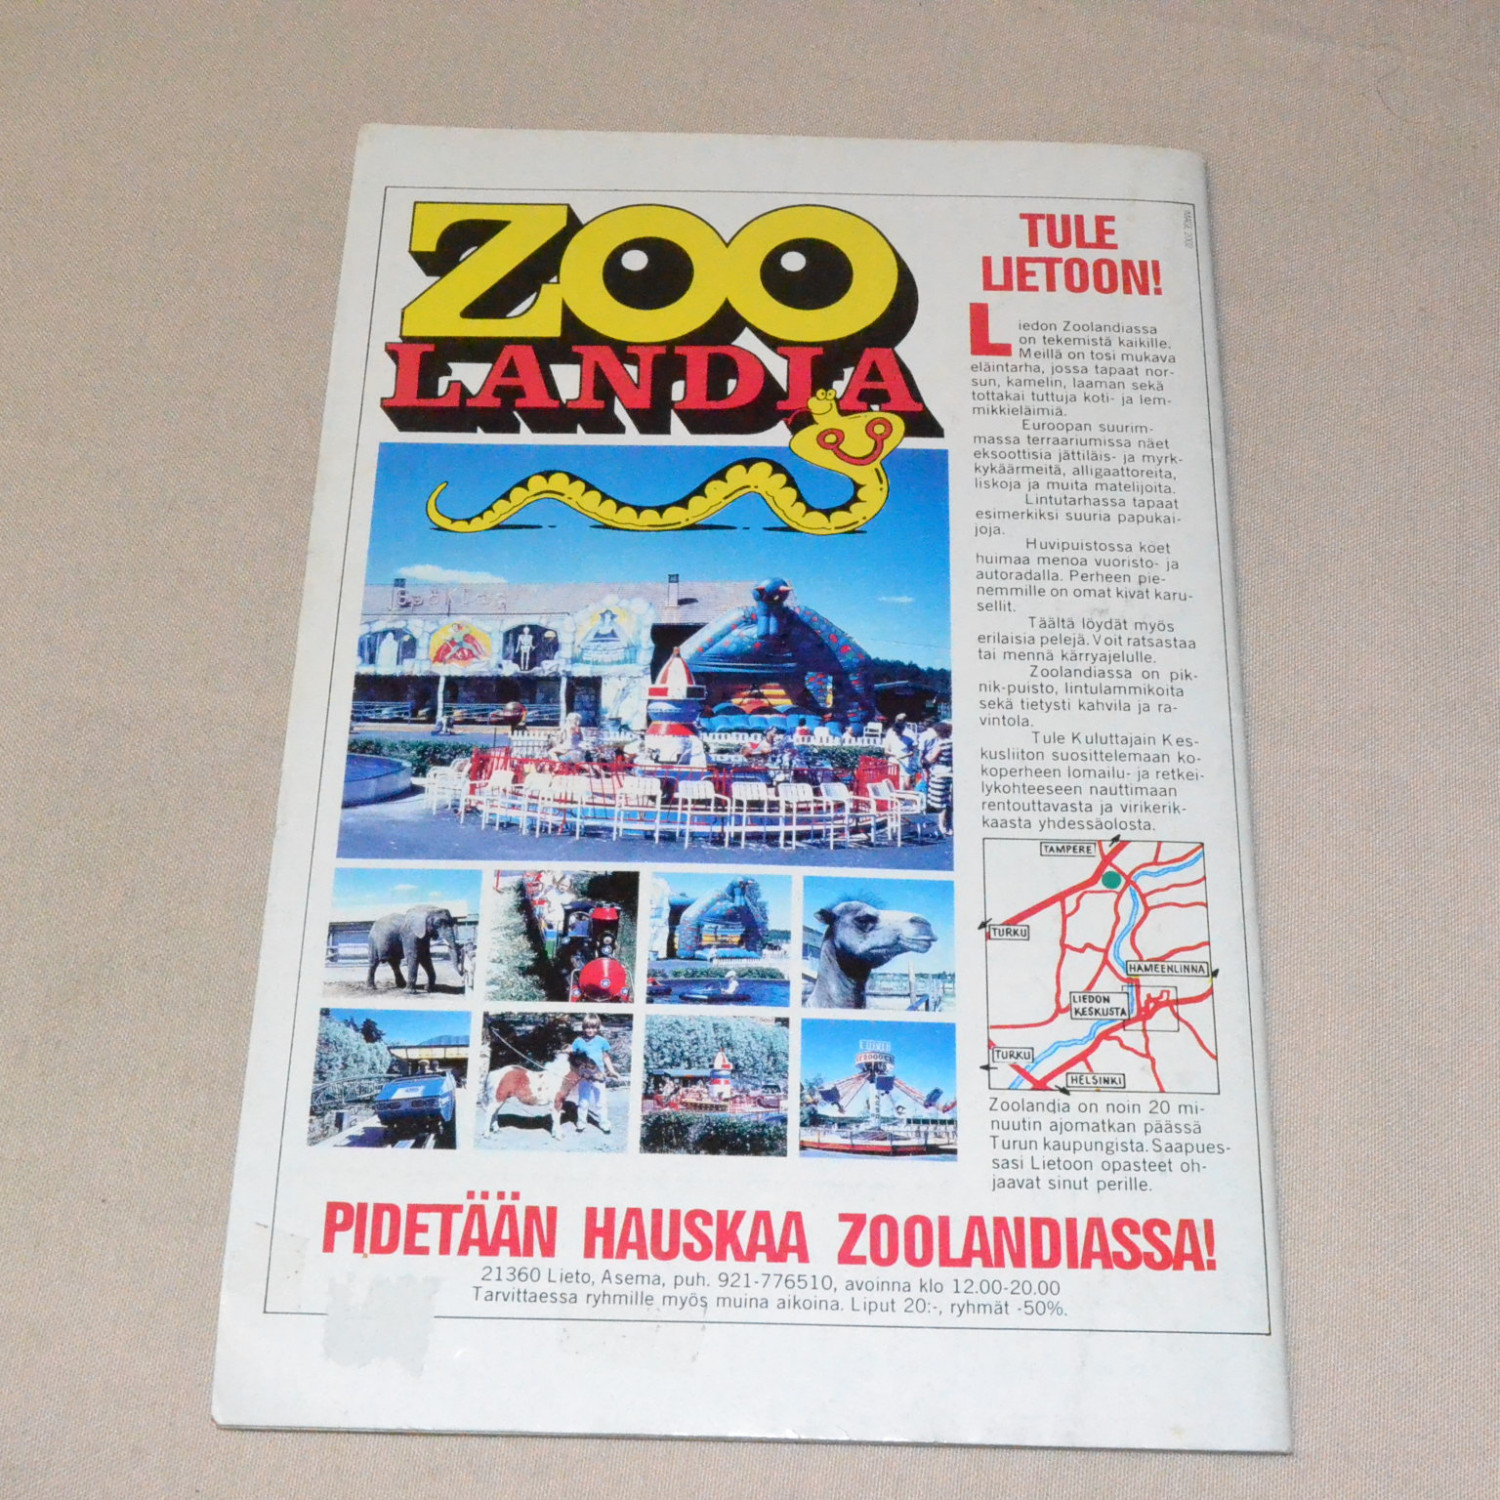 ZOO
LANDIA
TULE
LIETOON!
Liedon Zoolandiassa
on tekemistä kaikille.
Meillä on tosi mukava
eläintarha, jossa tapaat nor-
sun, kamelin, laaman sekä
tottakai tuttuja koti- ja lem-
mikkieläimiä.
Euroopan suurim-
massa terraariumissa näet
eksoottisia jättiläis- ja myrk-
kykäärmeitä, alligaattoreita,
liskoja ja muita matelijoita.
Lintutarhassa tapaat
esimerkiksi suuria papukai-
joja.
Huvipuistossa koet
huimaa menoa vuoristo- ja
autoradalla. Perheen pie-
nemmille on omat kivat karu-
sellit.
Täältä löydät myös
erilaisia pelejä. Voit ratsastaa
tai mennä kärryajelulle.
Zoolandiassa on pik-
nik-puisto, lintulammikoita
sekä tietysti kahvila ja ra-
vintola.
Tule Kuluttajain Kes-
kusliiton suosittelemaan ko-
koperheen lomailu- ja retkei-
lykohteeseen nauttimaan
rentouttavasta ja virikerik-
kaasta yhdessäolosta.
TAMPERE
TURKU
HÄMEENLINNA
LIEDON
KESKUSTA
TURKU
HELSINKI
Zoolandia on noin 20 mi-
nuutin ajomatkan päässä
Turun kaupungista. Saapues-
sasi Lietoon opasteet oh-
jaavat sinut perille.
PIDETÄÄN HAUSKAA ZOOLANDIASSA!
21360 Lieto, Asema, puh. 921-776510, avoinna klo 12.00-20.00
Tarvittaessa ryhmille myös muina aikoina. Liput 20:-, ryhmät -50%.